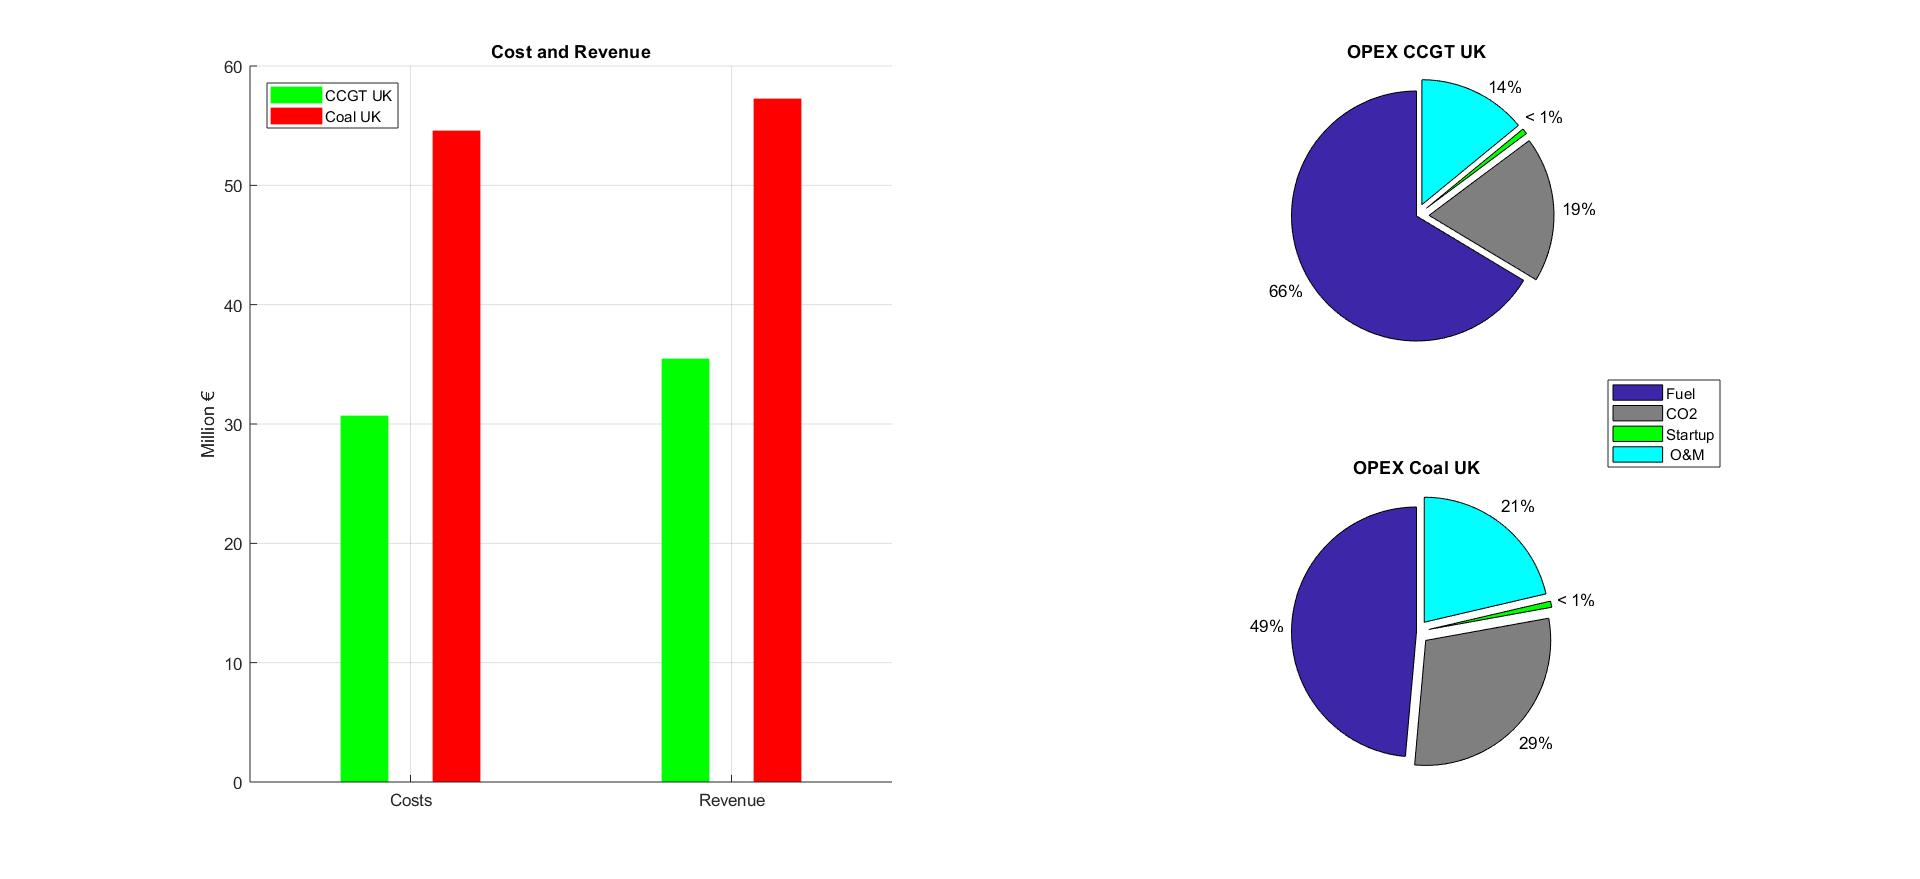 Cost and Revenue
60
50
40
30
20
10
0
Million €
CCGT UK
Coal UK
Costs
Revenue
OPEX CCGT UK
14%
< 1%
19%
66%
Fuel
CO2
Startup
O&M
OPEX Coal UK
21%
< 1%
49%
29%